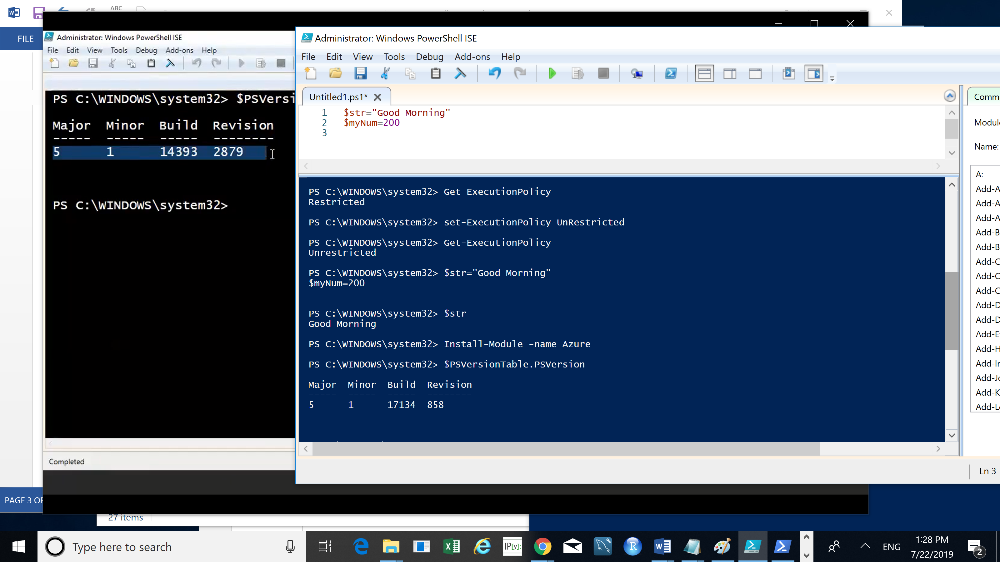 ABC
FILE
Administrator: Windows PowerShell ISE
File Edit View Tools Debug Add-ons Help
PS C:\WINDOWS\system32> $PSVersi
Major Minor Build Revision
----- ----- ----- --------
5 1 14393 2879
PS C:\WINDOWS\system32>
Completed
Administrator: Windows PowerShell ISE
File Edit View Tools Debug Add-ons Help
Untitled1.ps1*
1 $str="Good Morning"
2 $myNum=200
3
PS C:\WINDOWS\system32> Get-ExecutionPolicy
Restricted
PS C:\WINDOWS\system32> set-ExecutionPolicy UnRestricted
PS C:\WINDOWS\system32> Get-ExecutionPolicy
Unrestricted
PS C:\WINDOWS\system32> $str="Good Morning"
$myNum=200
PS C:\WINDOWS\system32> $str
Good Morning
PS C:\WINDOWS\system32> Install-Module -name Azure
PS C:\WINDOWS\system32> $PSVersionTable.PSVersion
Major Minor Build Revision
----- ----- ----- --------
5 1 17134 858
Ln 3
Comma
Module
Name:
A:
Add-A
Add-A
Add-A
Add-B
Add-B
Add-C
Add-C
Add-C
Add-D
Add-D
Add-E
Add-H
Add-In
Add-Jo
Add-K
Add-L
PAGE 3 OF
27 items
Type here to search
IP[y]:
ENG
1:28 PM
7/22/2019
2